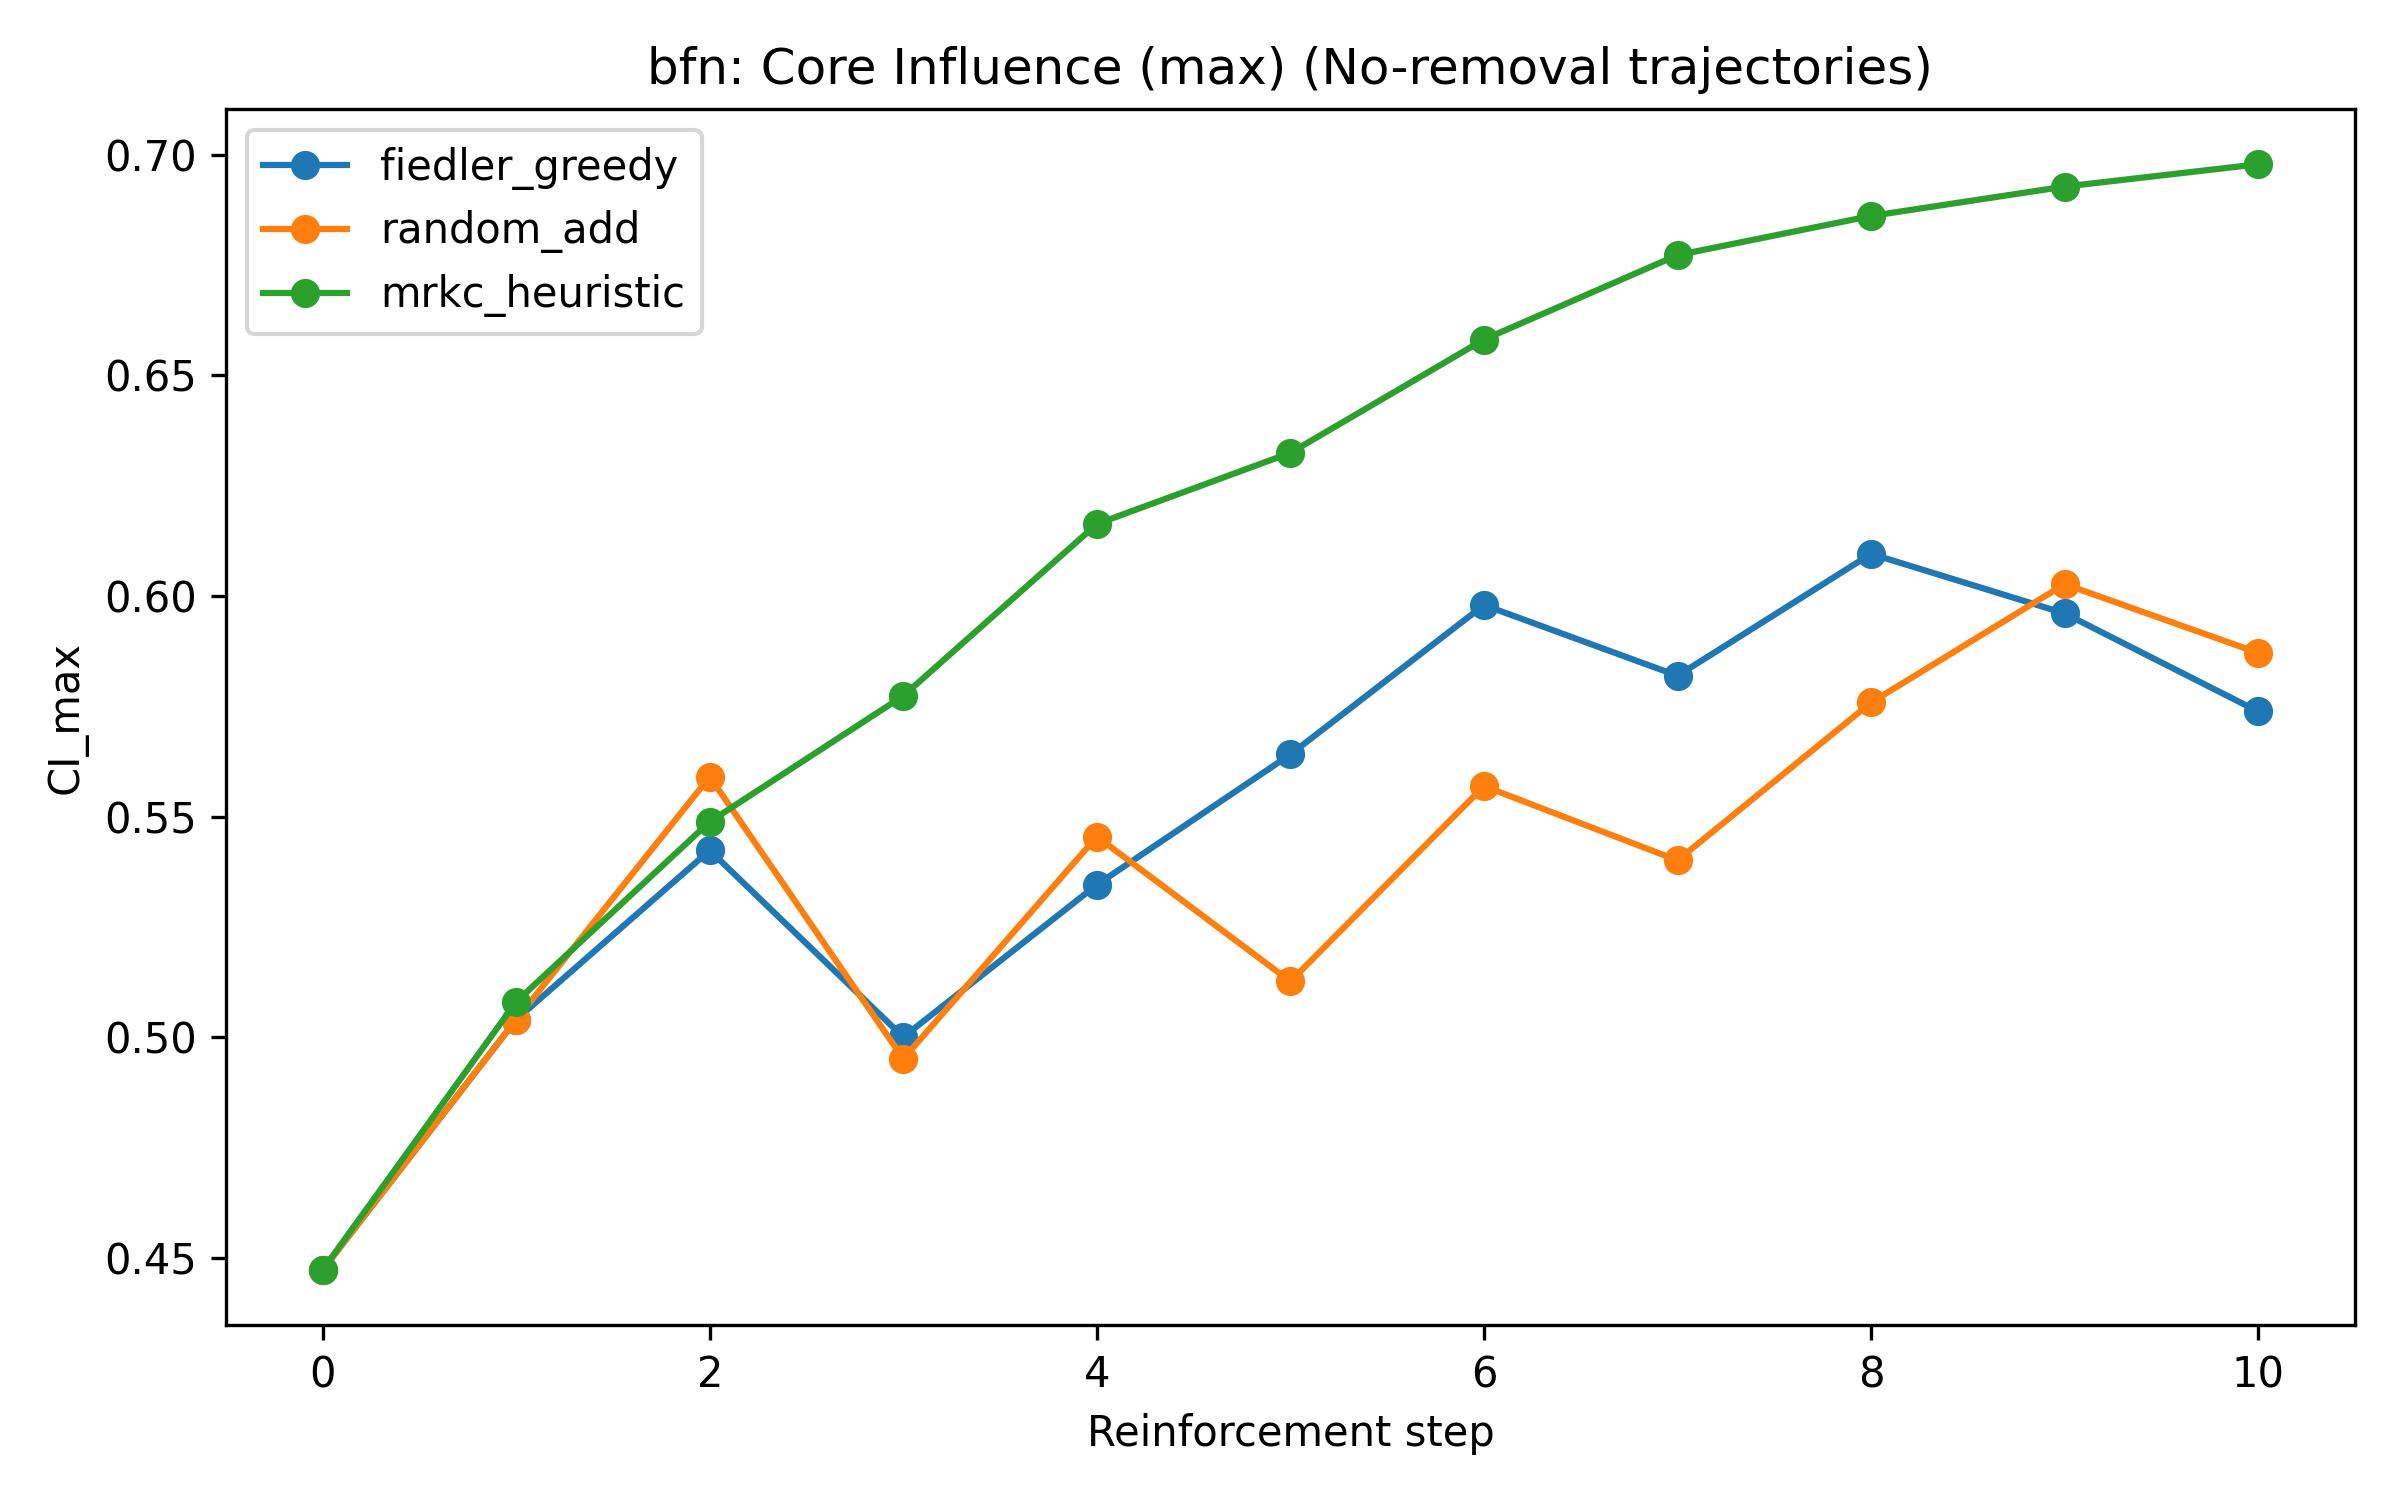 bfn: Core Influence (max) (No-removal trajectories)
fiedler_greedy
random_add
mrkc_heuristic
CI_max
0.70
0.65
0.60
0.55
0.50
0.45
0 2 4 6 8 10
Reinforcement step